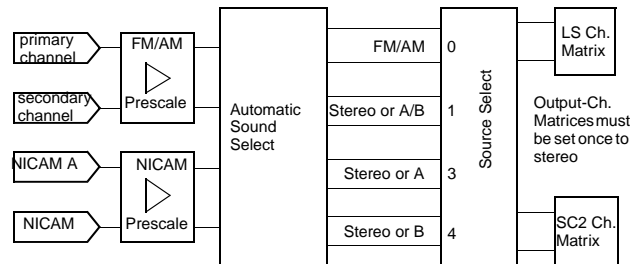 primary
channel
secondary
channel
NICAM A
NICAM
FM/AM
Prescale
NICAM
Prescale
Automatic
Sound
Select
FM/AM 0
Stereo or A/B 1
Stereo or A 3
Stereo or B 4
Source Select
LS Ch.
Matrix
Output-Ch.
Matrices must
be set once to
stereo
SC2 Ch.
Matrix